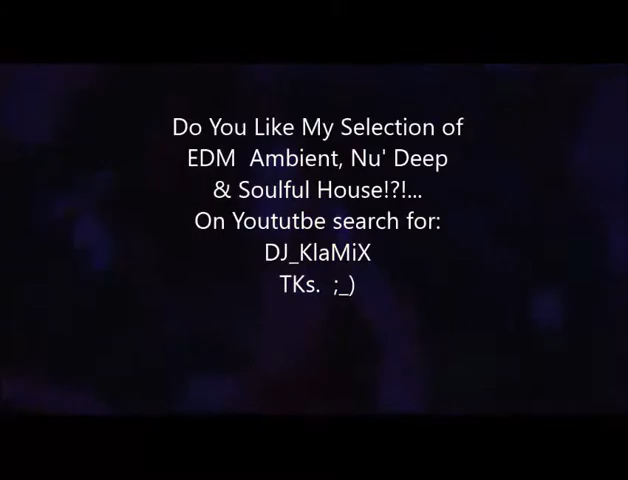 Do You Like My Selection of
EDM  Ambient, Nu' Deep
& Soulful House!?!...
On Yoututbe search for:
DJ_KlaMiX
TKs.  ;_)